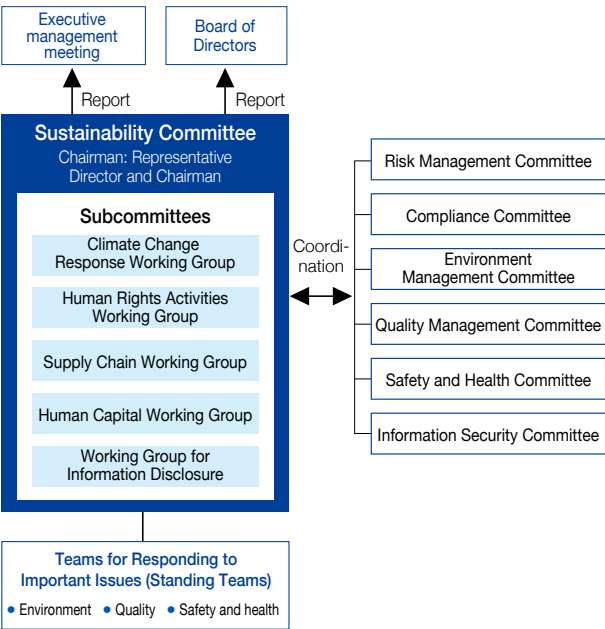 Executive
management
meeting
Board of
Directors
Report
Report
Sustainability Committee
Chairman: Representative
Director and Chairman
Subcommittees
Climate Change
Response Working Group
Human Rights Activities
Working Group
Supply Chain Working Group
Human Capital Working Group
Working Group for
Information Disclosure
Coordi-
nation
Risk Management Committee
Compliance Committee
Environment
Management Committee
Quality Management Committee
Safety and Health Committee
Information Security Committee
Teams for Responding to
Important Issues (Standing Teams)
• Environment • Quality • Safety and health